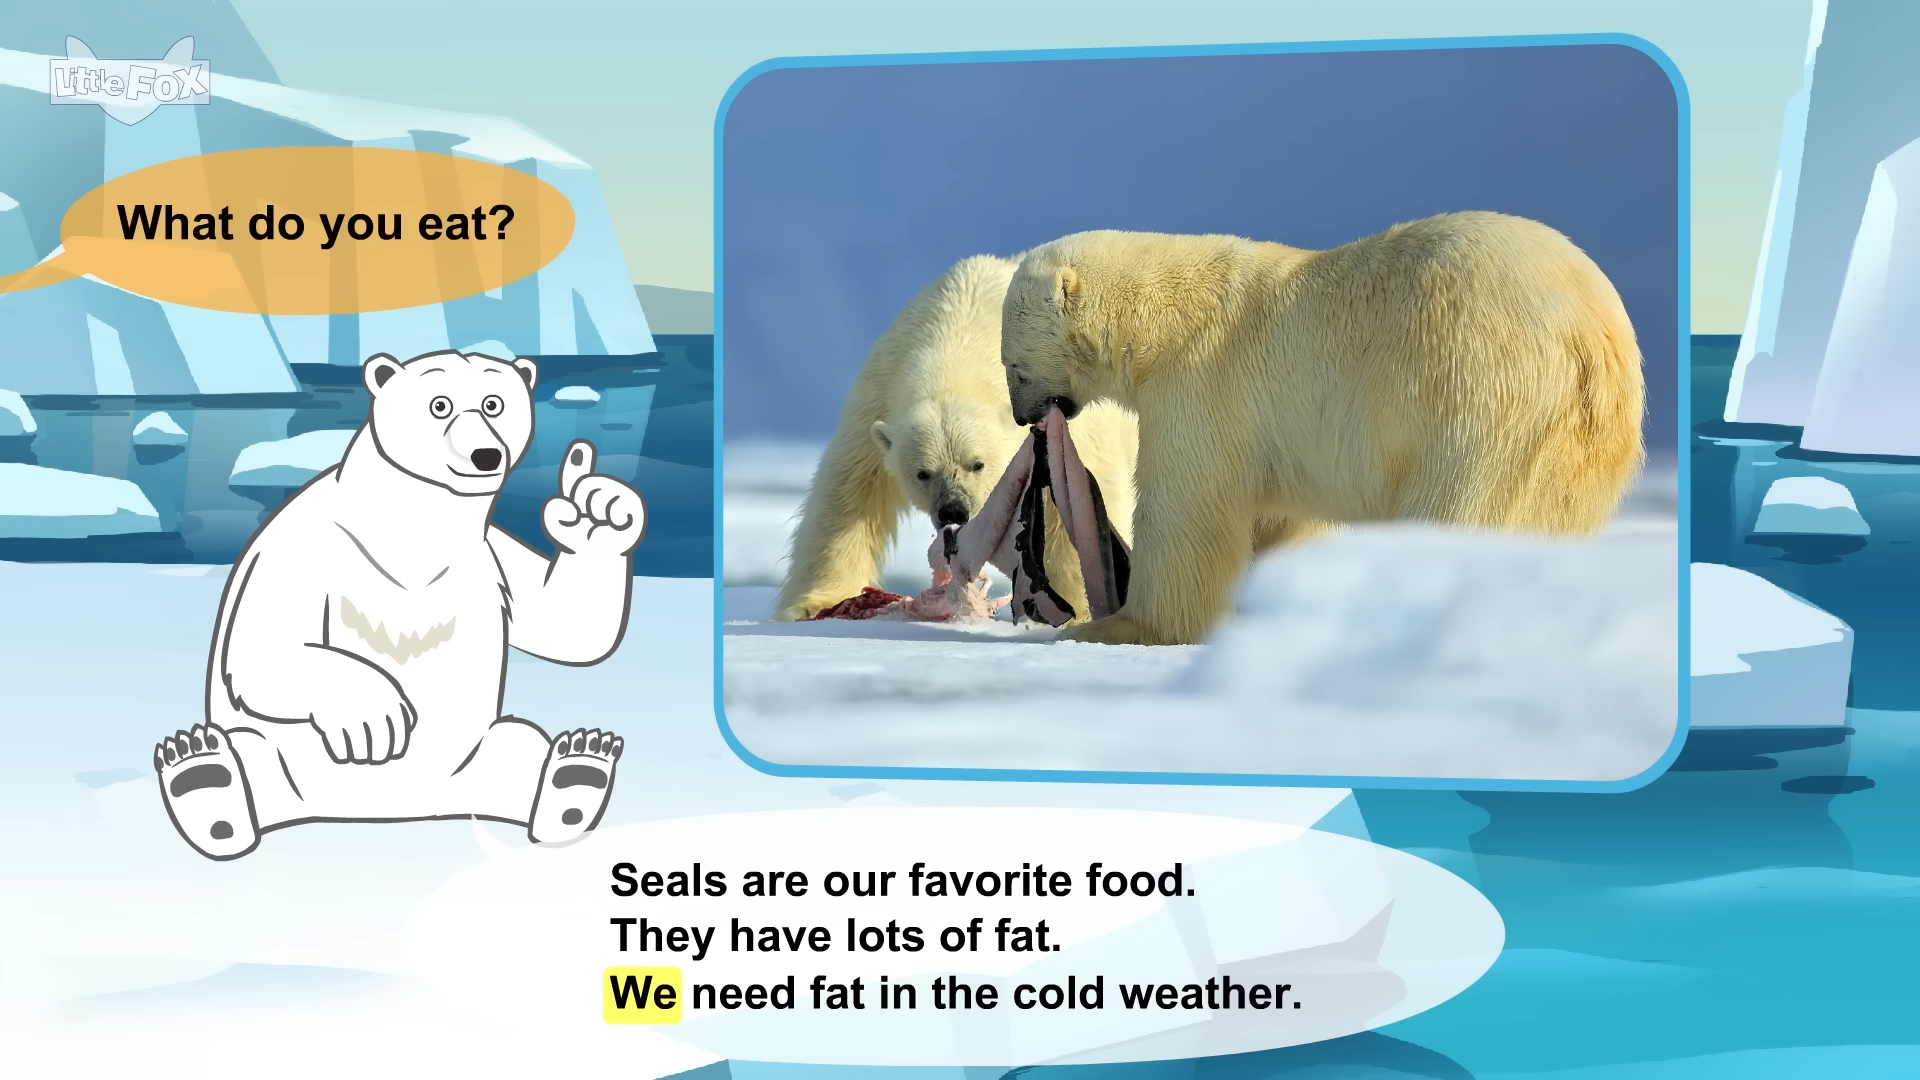 Little Fox
What do you eat?
Seals are our favorite food.
They have lots of fat.
We need fat in the cold weather.